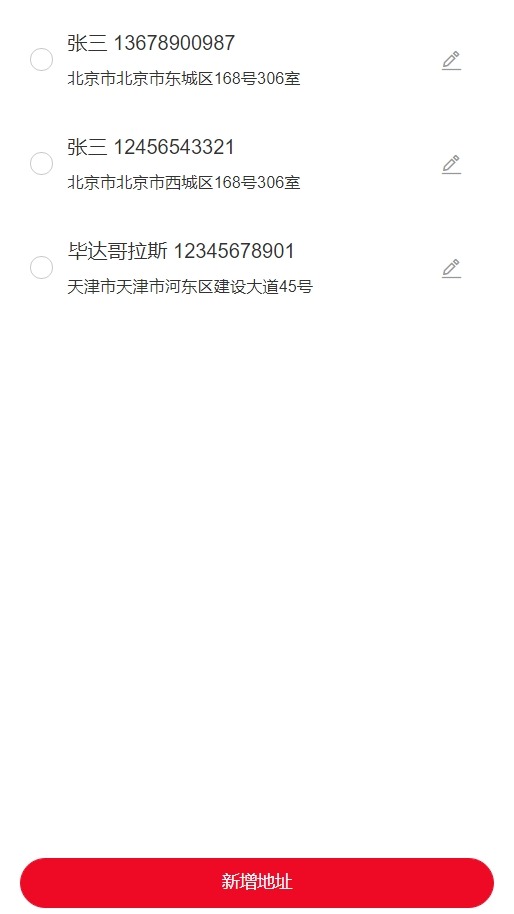 张三 13678900987
北京市北京市东城区168号306室
张三 12456543321
北京市北京市西城区168号306室
毕达哥拉斯 12345678901
天津市天津市河东区建设大道45号
新增地址